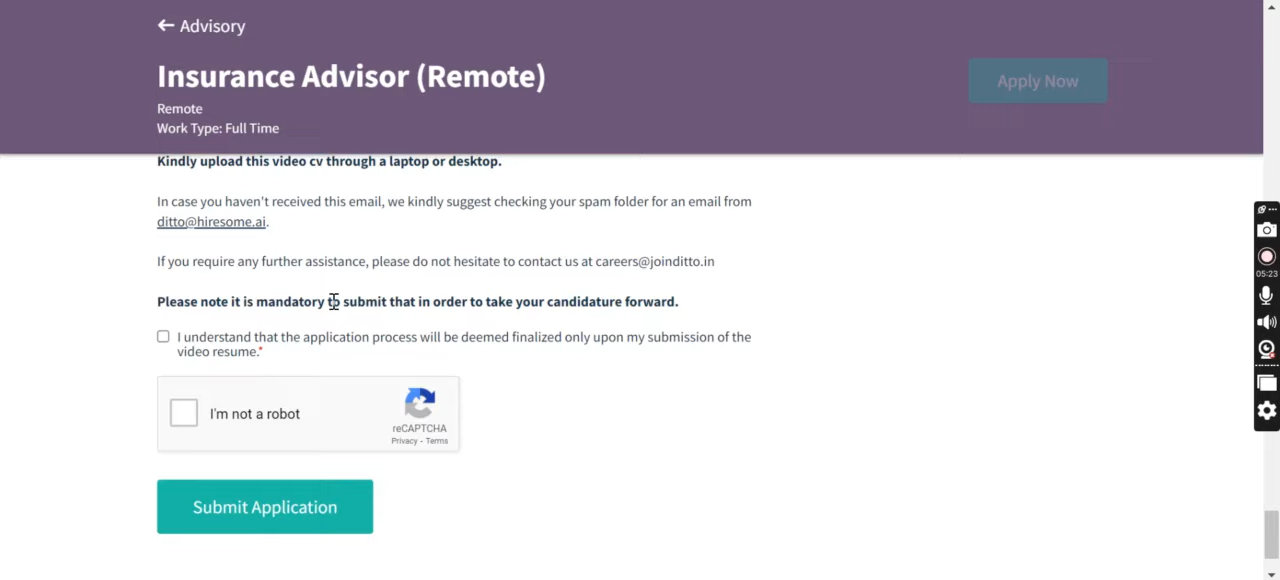 ← Advisory
Insurance Advisor (Remote)
Apply Now
Remote
Work Type: Full Time
Kindly upload this video cv through a laptop or desktop.
In case you haven't received this email, we kindly suggest checking your spam folder for an email from
ditto@hiresome.ai.
If you require any further assistance, please do not hesitate to contact us at careers@joinditto.in
Please note it is mandatory to submit that in order to take your candidature forward.
I understand that the application process will be deemed finalized only upon my submission of the
video resume.*
I'm not a robot
reCAPTCHA
Privacy - Terms
Submit Application
05:23